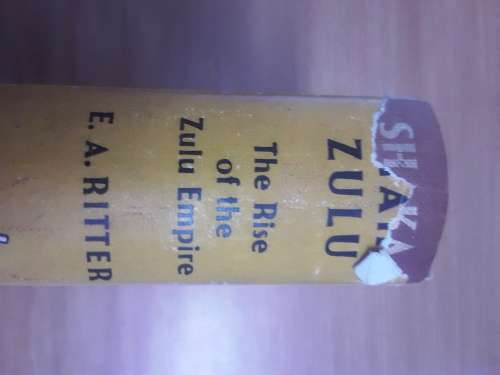 SHAKA
ZULU
The Rise
of the
Zulu Empire
E. A. RITTER